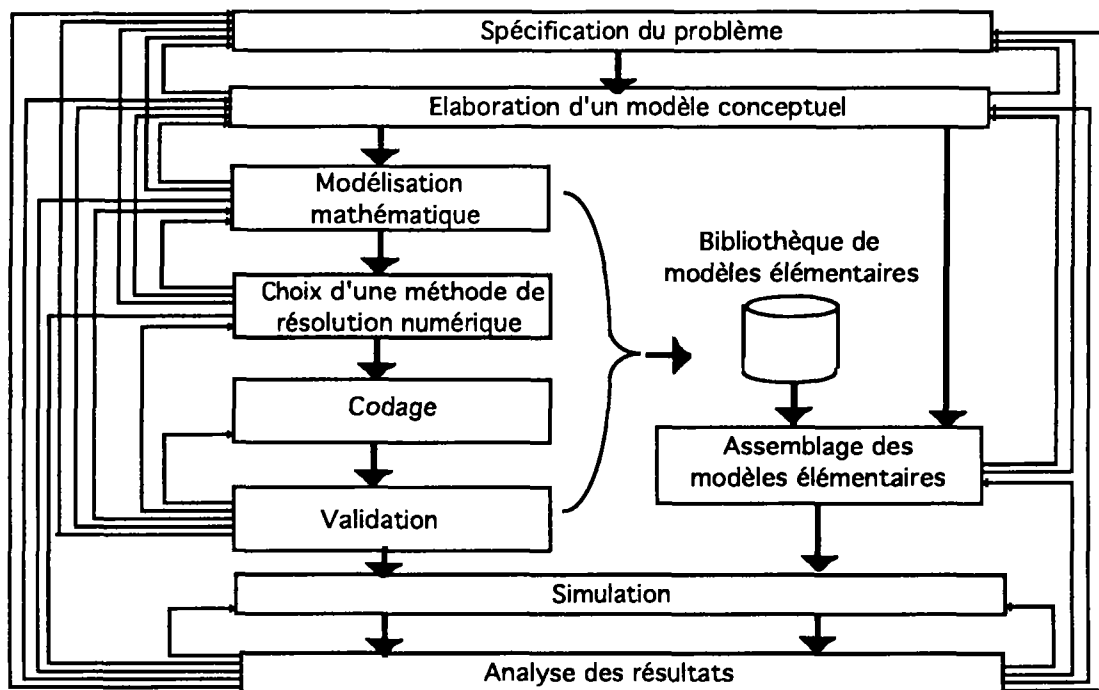 Spécification du problème
Elaboration d'un modèle conceptuel
Modélisation
mathématique
Bibliothèque de
modèles élémentaires
Choix d'une méthode de
résolution numérique
Codage
Assemblage des
modèles élémentaires
Validation
Simulation
Analyse des résultats